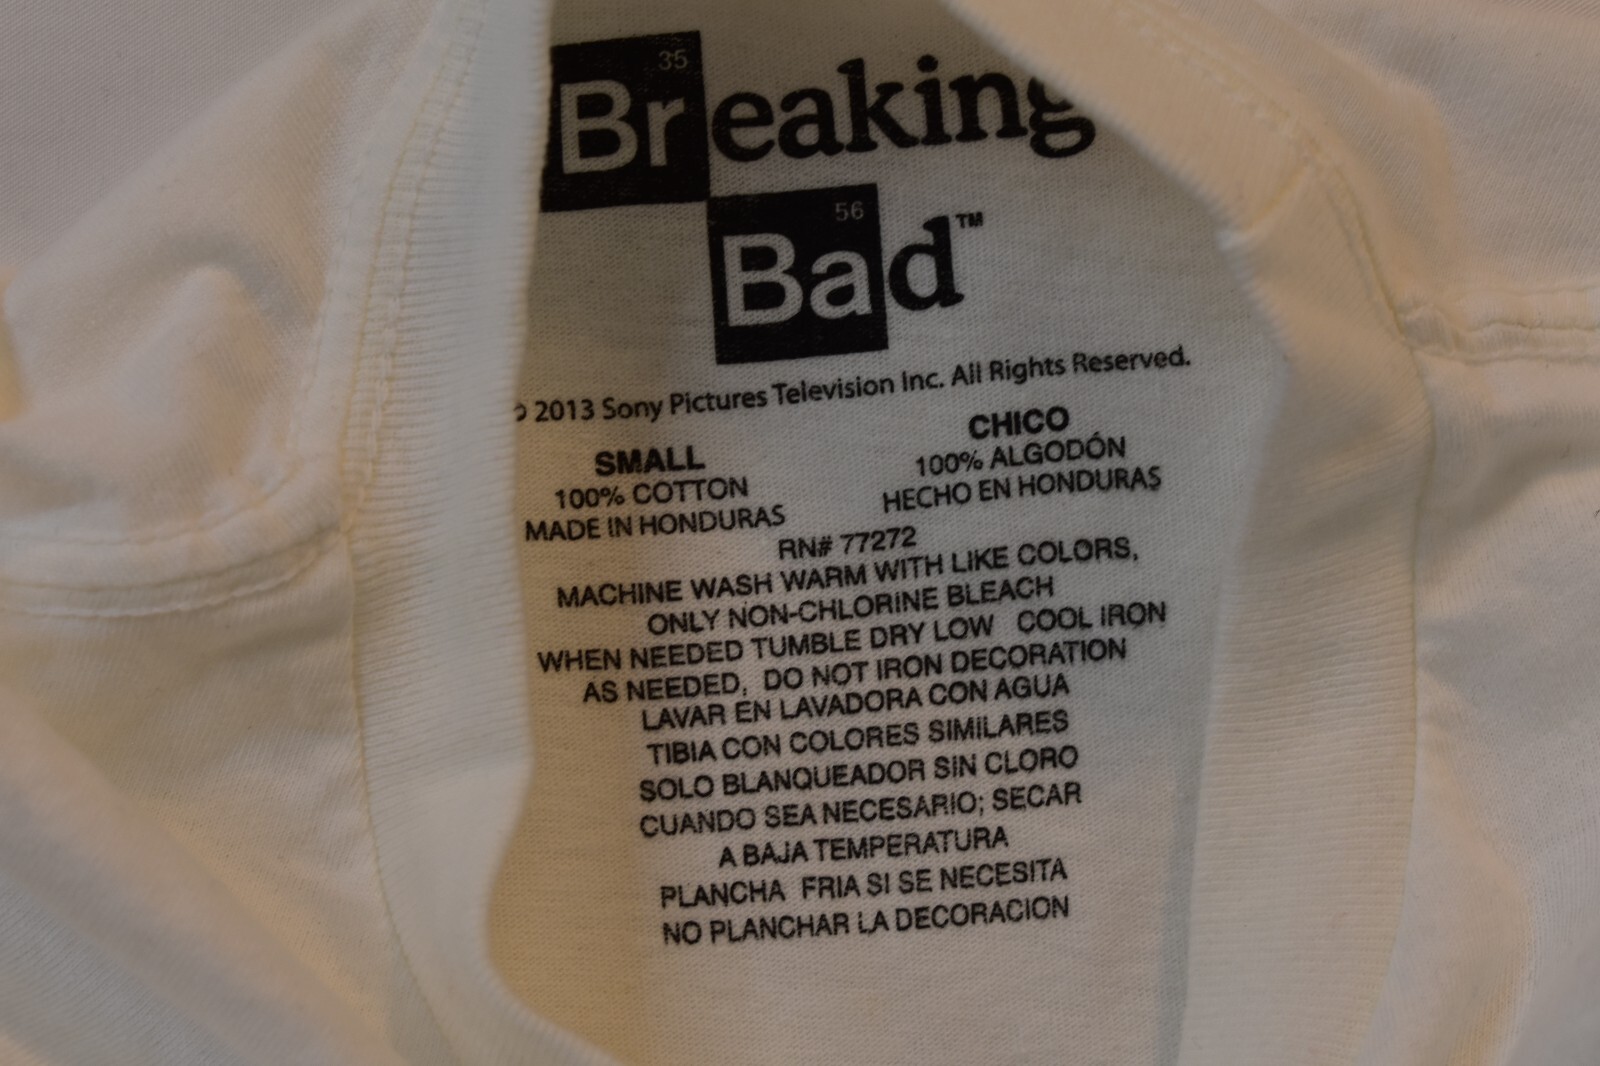 35
Breaking
56
Bad™
© 2013 Sony Pictures Television Inc. All Rights Reserved.
SMALL
100% COTTON
MADE IN HONDURAS
CHICO
100% ALGODÓN
HECHO EN HONDURAS
RN# 77272
MACHINE WASH WARM WITH LIKE COLORS,
ONLY NON-CHLORINE BLEACH
WHEN NEEDED TUMBLE DRY LOW COOL IRON
AS NEEDED, DO NOT IRON DECORATION
LAVAR EN LAVADORA CON AGUA
TIBIA CON COLORES SIMILARES
SOLO BLANQUEADOR SIN CLORO
CUANDO SEA NECESARIO; SECAR
A BAJA TEMPERATURA
PLANCHA FRIA SI SE NECESITA
NO PLANCHAR LA DECORACION